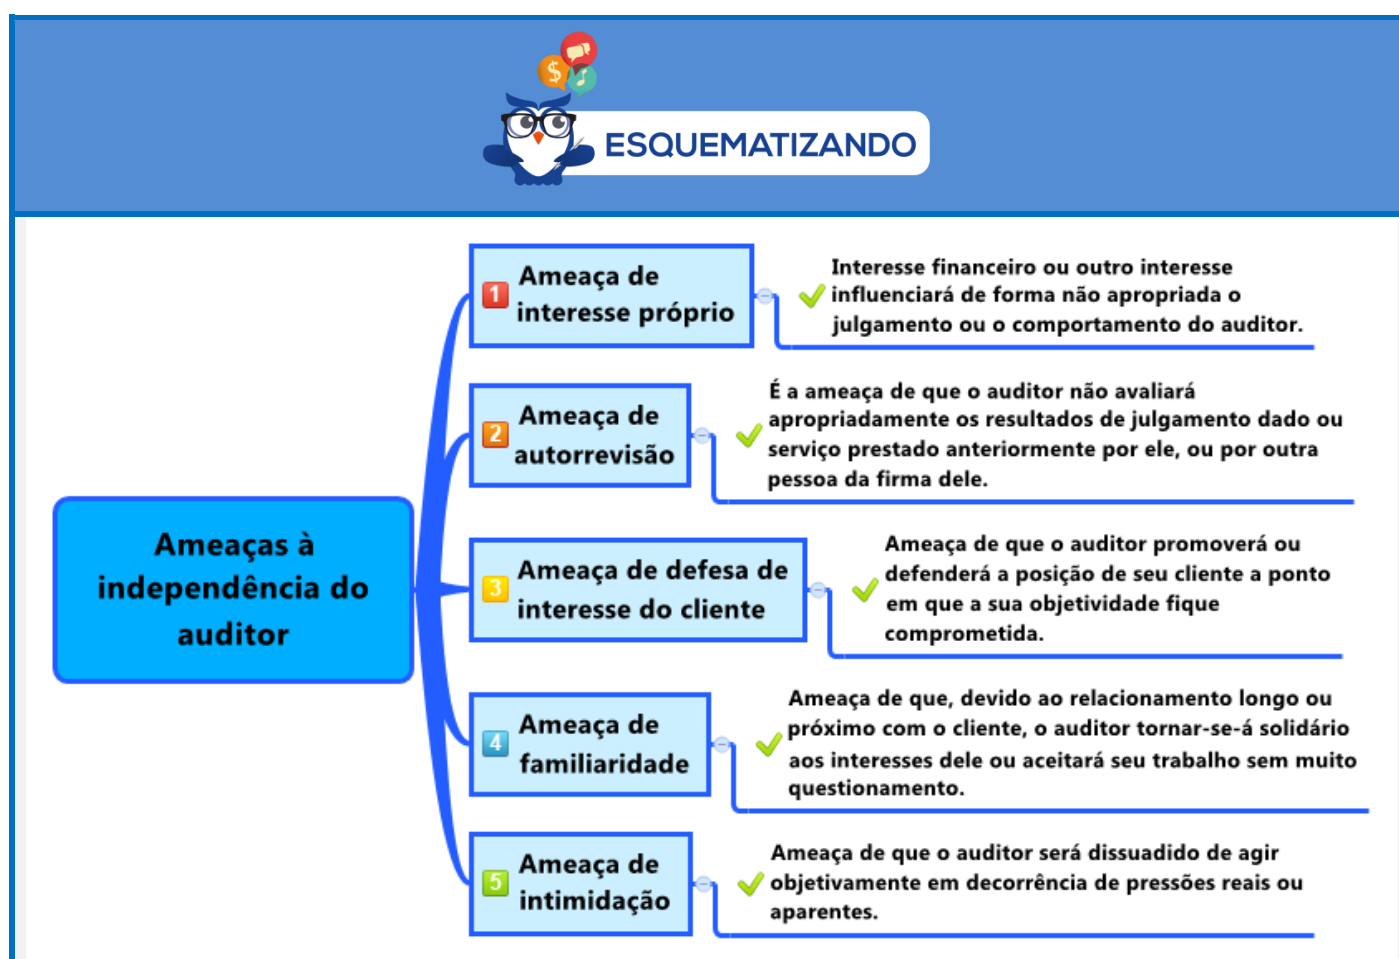 ESQUEMATIZANDO
Ameaças à
independência do
auditor
1
Ameaça de
interesse próprio
Interesse financeiro ou outro interesse
influenciará de forma não apropriada o
julgamento ou o comportamento do auditor.
2
Ameaça de
autorrevisão
É a ameaça de que o auditor não avaliará
apropriadamente os resultados de julgamento dado ou
serviço prestado anteriormente por ele, ou por outra
pessoa da firma dele.
3
Ameaça de defesa de
interesse do cliente
Ameaça de que o auditor promoverá ou
defenderá a posição de seu cliente a ponto
em que a sua objetividade fique
comprometida.
4
Ameaça de
familiaridade
Ameaça de que, devido ao relacionamento longo ou
próximo com o cliente, o auditor tornar-se-á solidário
aos interesses dele ou aceitará seu trabalho sem muito
questionamento.
5
Ameaça de
intimidação
Ameaça de que o auditor será dissuadido de agir
objetivamente em decorrência de pressões reais ou
aparentes.